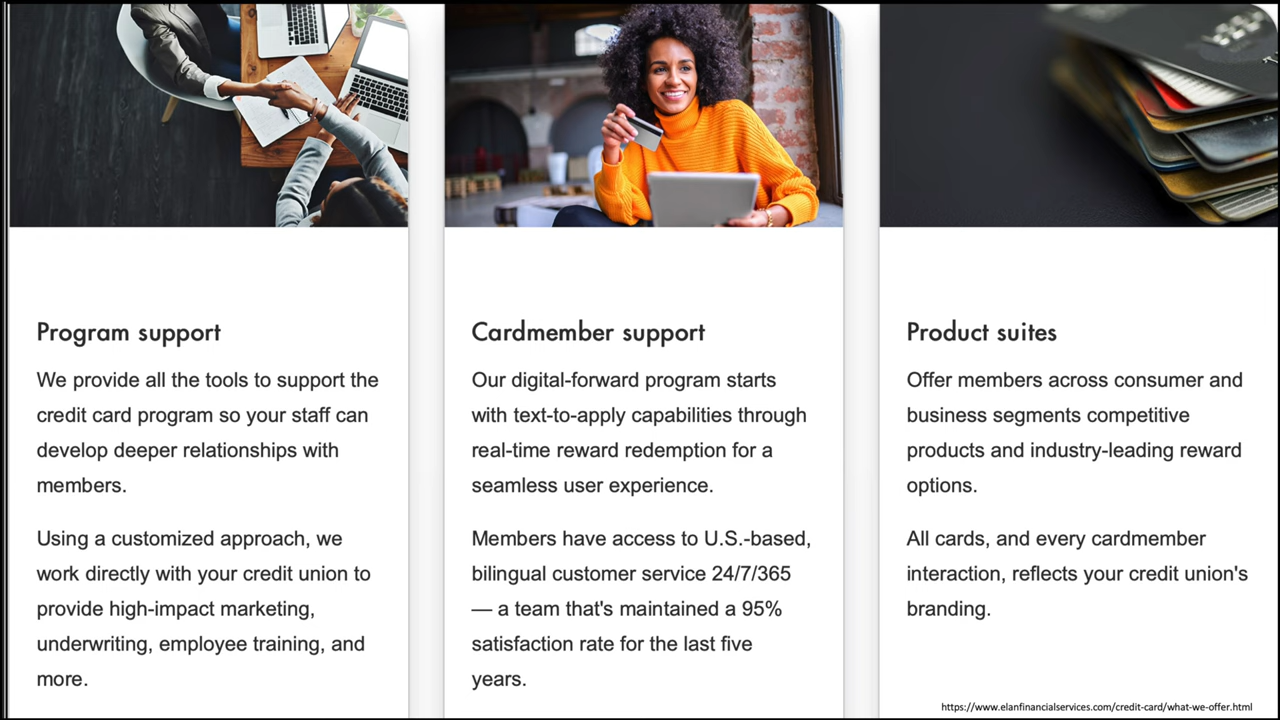 Program support
We provide all the tools to support the
credit card program so your staff can
develop deeper relationships with
members.
Using a customized approach, we
work directly with your credit union to
provide high-impact marketing,
underwriting, employee training, and
more.
Cardmember support
Our digital-forward program starts
with text-to-apply capabilities through
real-time reward redemption for a
seamless user experience.
Members have access to U.S.-based,
bilingual customer service 24/7/365
— a team that's maintained a 95%
satisfaction rate for the last five
years.
Product suites
Offer members across consumer and
business segments competitive
products and industry-leading reward
options.
All cards, and every cardmember
interaction, reflects your credit union's
branding.
https://www.elanfinancialservices.com/credit-card/what-we-offer.html